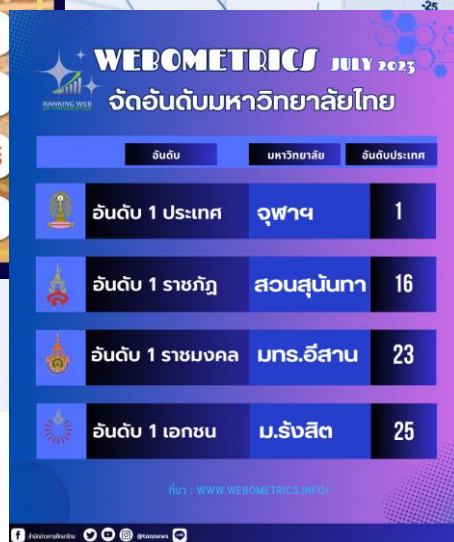 -25
WEBOMETRICS JULY 2023
RANKING WEB
OF UNIVERSITIES
จัดอันดับมหาวิทยาลัยไทย
อันดับ มหาวิทยาลัย อันดับประเทศ
อันดับ 1 ประเทศ จุฬาฯ 1
อันดับ 1 ราชภัฏ สวนสุนันทา 16
อันดับ 1 ราชมงคล มทร.อีสาน 23
อันดับ 1 เอกชน ม.รังสิต 25
ที่มา : WWW.WEBOMETRICS.INFO/